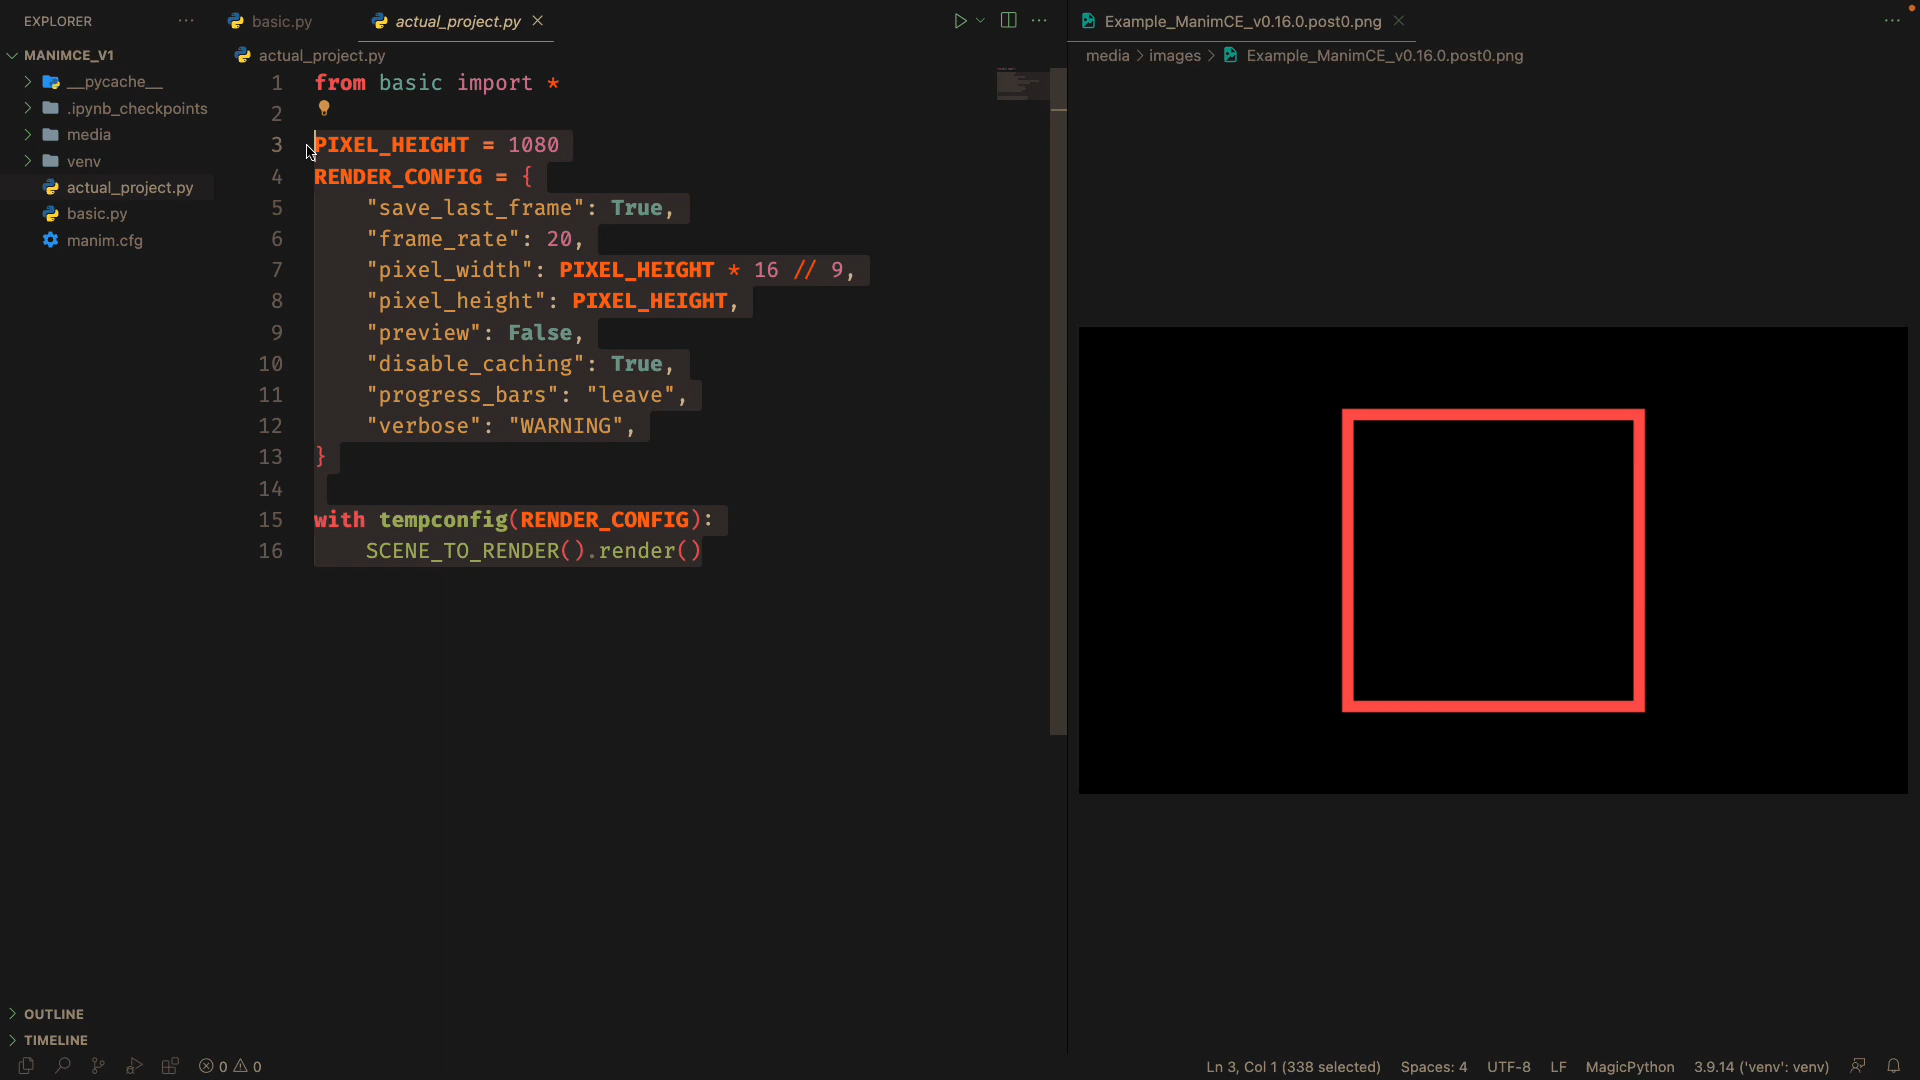 EXPLORER
MANIMCE_V1
__pycache__
.ipynb_checkpoints
media
venv
actual_project.py
basic.py
manim.cfg
OUTLINE
TIMELINE
basic.py
actual_project.py
actual_project.py
1 from basic import *
2
3 PIXEL_HEIGHT = 1080
4 RENDER_CONFIG = {
5 "save_last_frame": True,
6 "frame_rate": 20,
7 "pixel_width": PIXEL_HEIGHT * 16 // 9,
8 "pixel_height": PIXEL_HEIGHT,
9 "preview": False,
10 "disable_caching": True,
11 "progress_bars": "leave",
12 "verbose": "WARNING",
13 }
14
15 with tempconfig(RENDER_CONFIG):
16 SCENE_TO_RENDER().render()
Example_ManimCE_v0.16.0.post0.png
media > images > Example_ManimCE_v0.16.0.post0.png
0 0
Ln 3, Col 1 (338 selected) Spaces: 4 UTF-8 LF MagicPython 3.9.14 ('venv': venv)